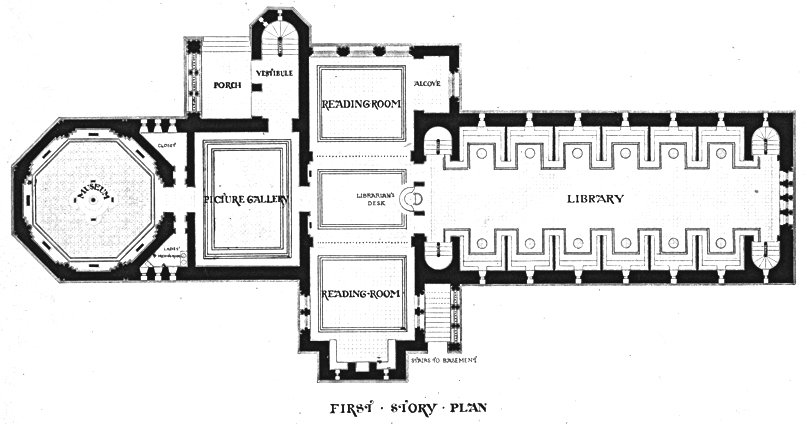 VESTIBULE
PORCH
READING ROOM
ALCOVE
CLOSET
MUSEUM
PICTURE GALLERY
LIBRARIAN'S
DESK
LIBRARY
LADIES'
READING-ROOM
STAIRS TO BASEMENT
FIRST · STORY · PLAN